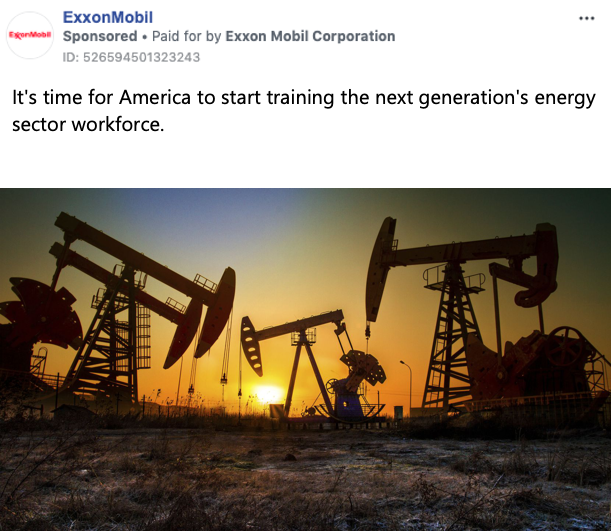 ExxonMobil
ExxonMobil
Sponsored • Paid for by Exxon Mobil Corporation
ID: 526594501323243
It's time for America to start training the next generation's energy
sector workforce.